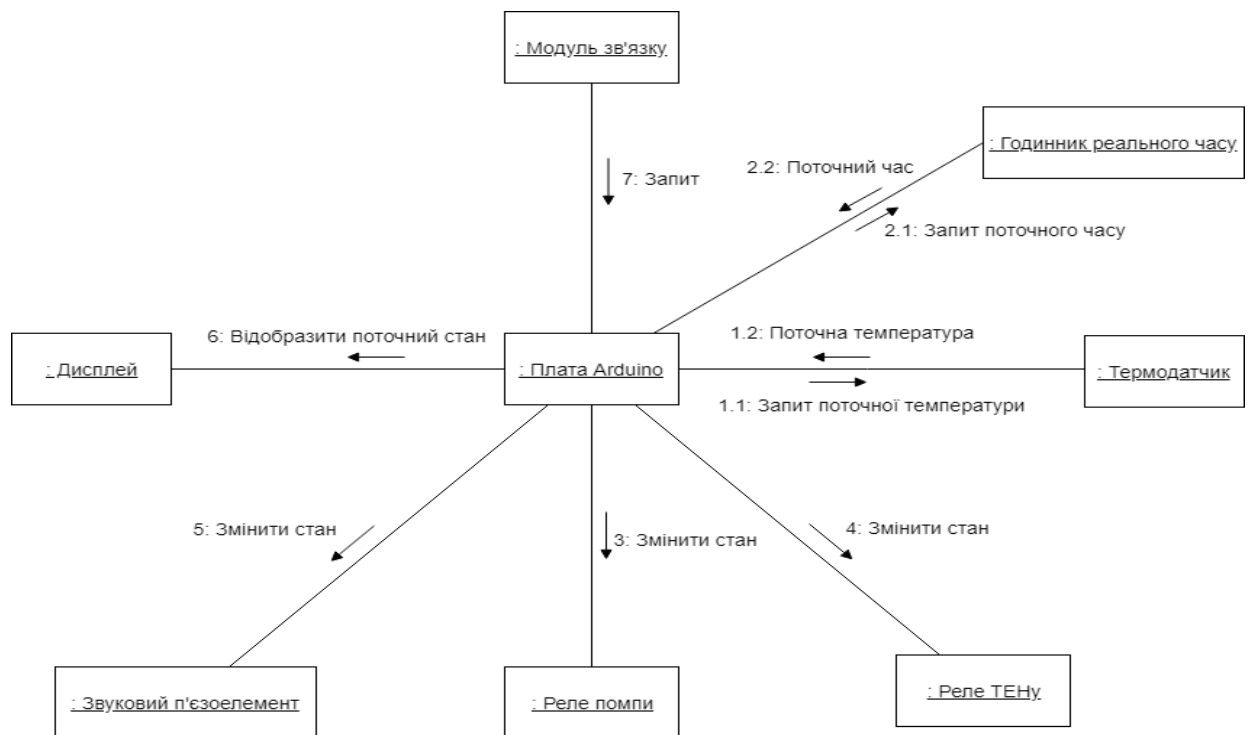 : Модуль зв'язку
: Годинник реального часу
2.2: Поточний час
7: Запит
2.1: Запит поточного часу
6: Відобразити поточний стан
1.2: Поточна температура
: Дисплей
: Плата Arduino
: Термодатчик
1.1: Запит поточної температури
5: Змінити стан
3: Змінити стан
4: Змінити стан
: Звуковий п'єзоелемент
: Реле помпи
: Реле ТЕНу